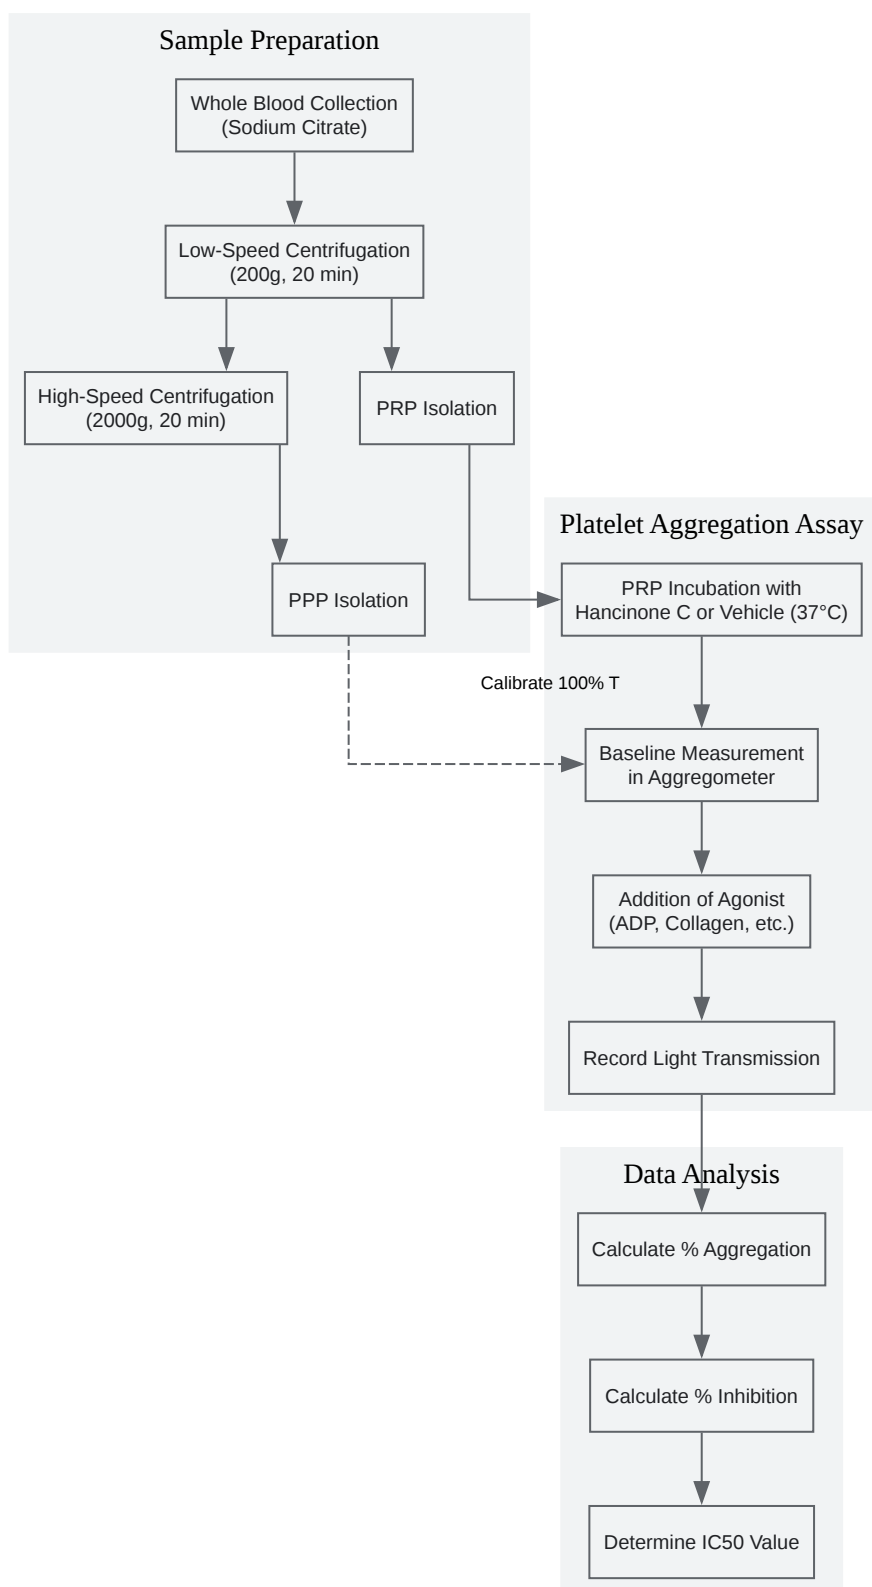 Sample Preparation
Whole Blood Collection
(Sodium Citrate)
Low-Speed Centrifugation
(200g, 20 min)
High-Speed Centrifugation
(2000g, 20 min)
PRP Isolation
PPP Isolation
Platelet Aggregation Assay
PRP Incubation with
Hancinone C or Vehicle (37°C)
Calibrate 100% T
Baseline Measurement
in Aggregometer
Addition of Agonist
(ADP, Collagen, etc.)
Record Light Transmission
Data Analysis
Calculate % Aggregation
Calculate % Inhibition
Determine IC50 Value